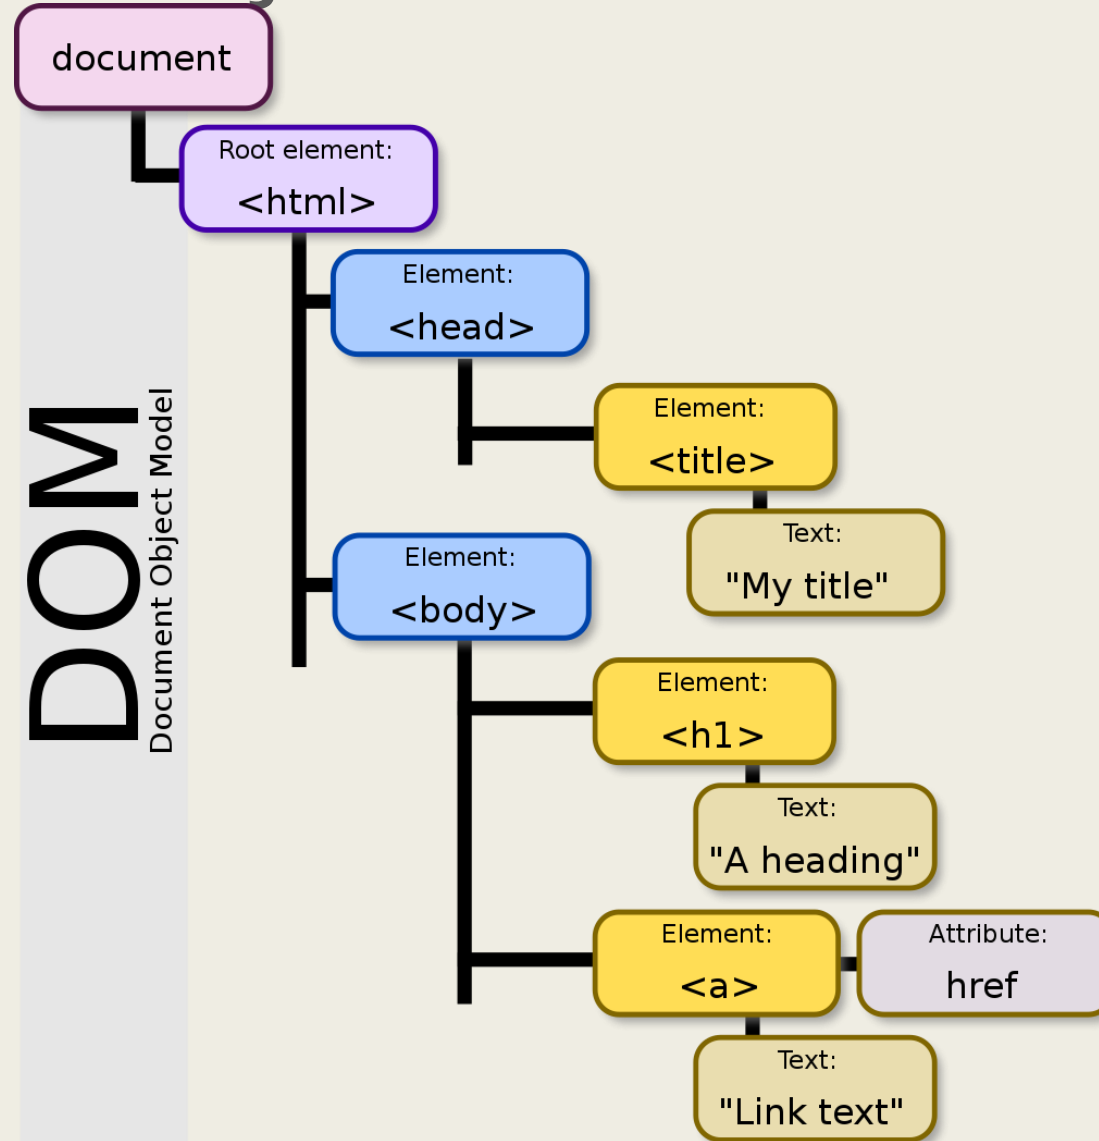 document
Root element:
<html>
Element:
<head>
Element:
<title>
Text:
"My title"
Element:
<body>
Element:
<h1>
Text:
"A heading"
Element:
<a>
Attribute:
href
Text:
"Link text"
DOM
Document Object Model